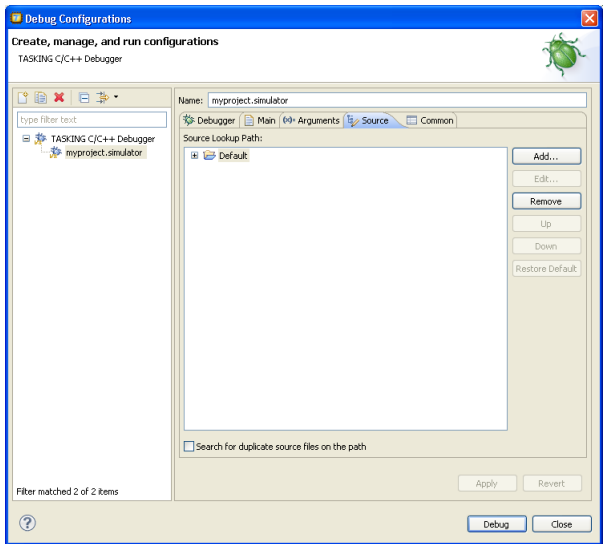 Debug Configurations
Create, manage, and run configurations
TASKING C/C++ Debugger
type filter text
TASKING C/C++ Debugger
myproject.simulator
Filter matched 2 of 2 items
Name: myproject.simulator
Debugger Main (x)= Arguments Source Common
Source Lookup Path:
Default
Add...
Edit...
Remove
Up
Down
Restore Default
Search for duplicate source files on the path
Apply Revert
? Debug Close